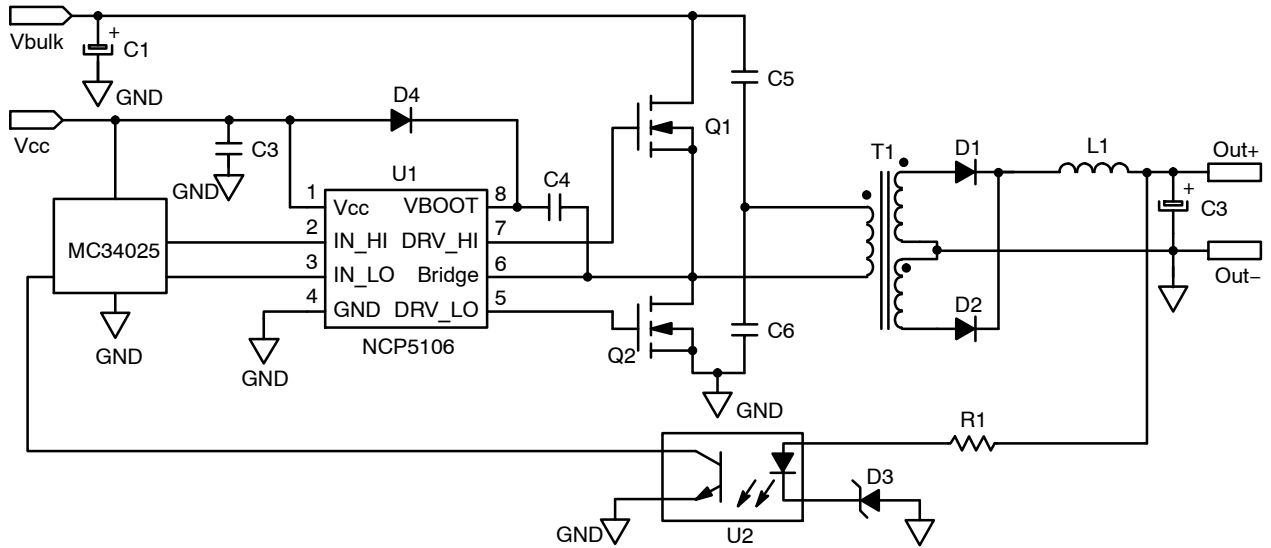 Vbulk
+
C1
GND
C5
Vcc
D4
C3
GND
Q1
U1
C4
T1
D1
L1
Out+
+
C3
Out−
MC34025
GND
1 Vcc VBOOT 8
2 IN_HI DRV_HI 7
3 IN_LO Bridge 6
4 GND DRV_LO 5
NCP5106
GND
Q2
C6
D2
GND
R1
D3
GND
U2